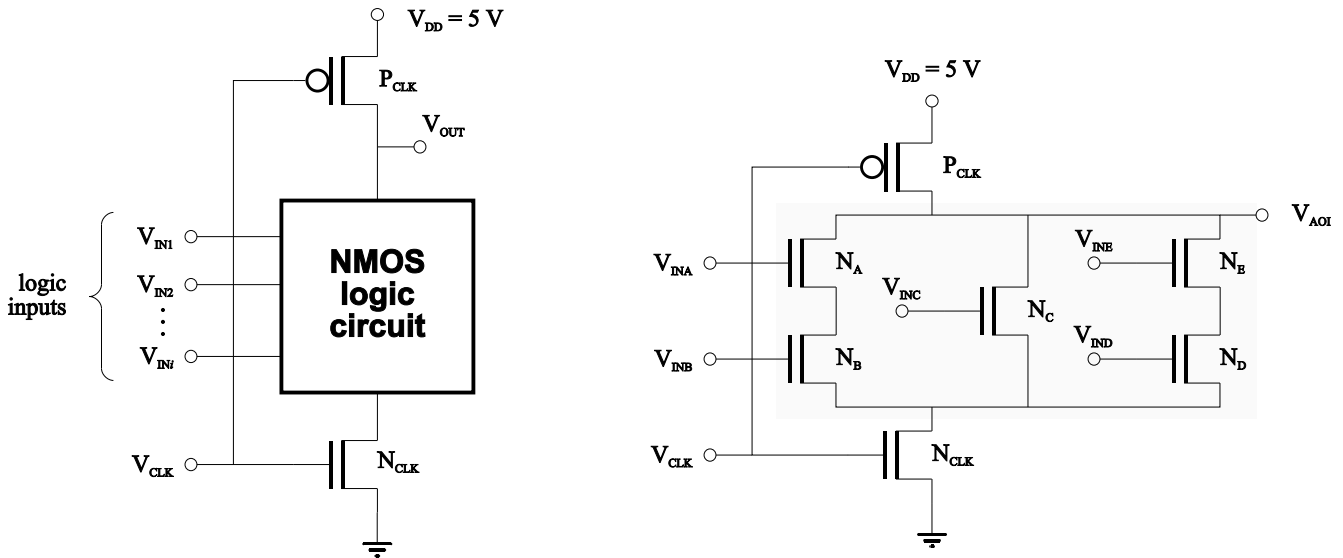 V_DD = 5 V
P_CLK
V_OUT
logic
inputs
V_IN1
V_IN2
V_INi
NMOS
logic
circuit
V_CLK
N_CLK
V_DD = 5 V
P_CLK
V_AOI
V_INA
N_A
V_INE
N_E
V_INC
N_C
V_INB
N_B
V_IND
N_D
V_CLK
N_CLK